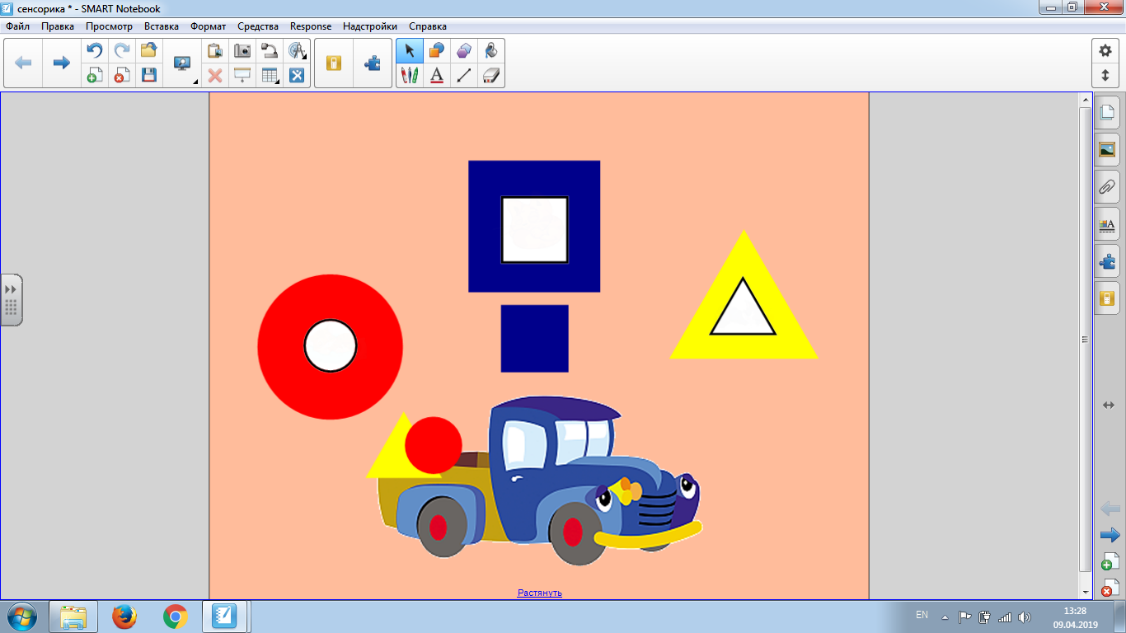 сенсорика * - SMART Notebook
Файл Правка Просмотр Вставка Формат Средства Response Надстройки Справка
Растянуть
EN
13:28
09.04.2019